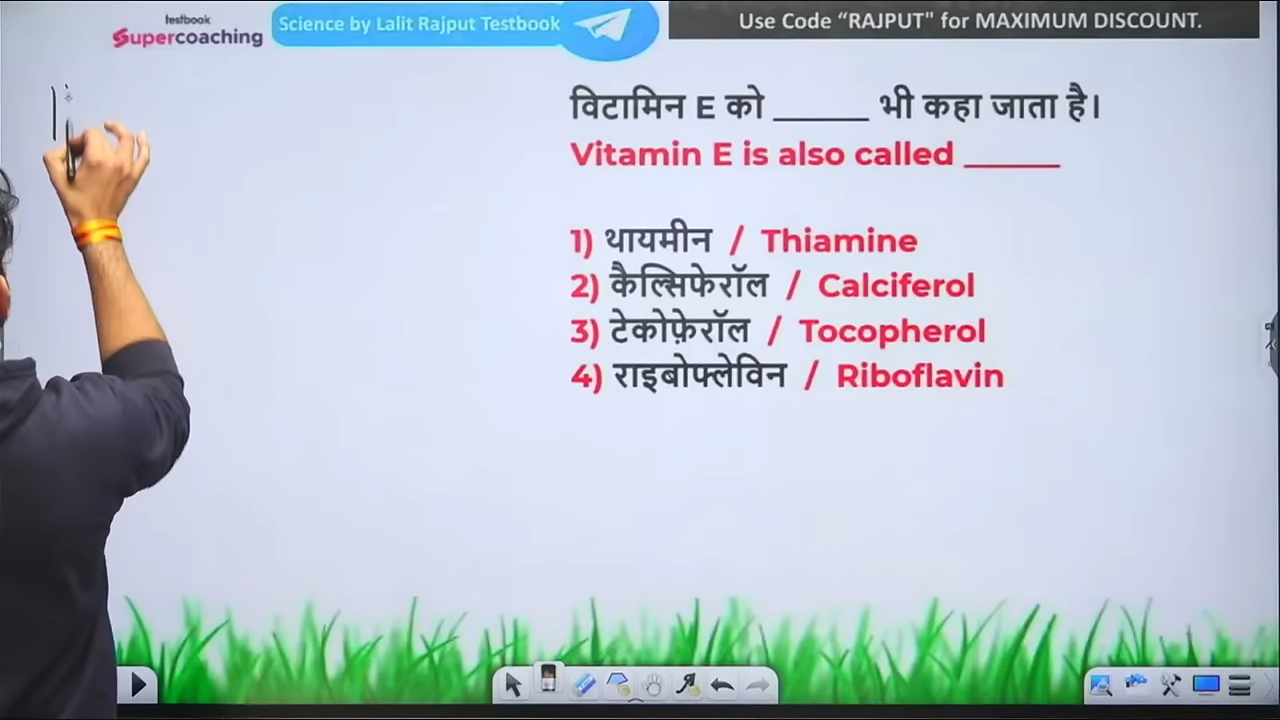 testbook
Supercoaching
Science by Lalit Rajput Testbook
Use Code “RAJPUT" for MAXIMUM DISCOUNT.
विटामिन E को ______ भी कहा जाता है।
Vitamin E is also called ______
1) थायमीन / Thiamine
2) कैल्सिफेरॉल / Calciferol
3) टेकोफ़ेरॉल / Tocopherol
4) राइबोफ्लेविन / Riboflavin